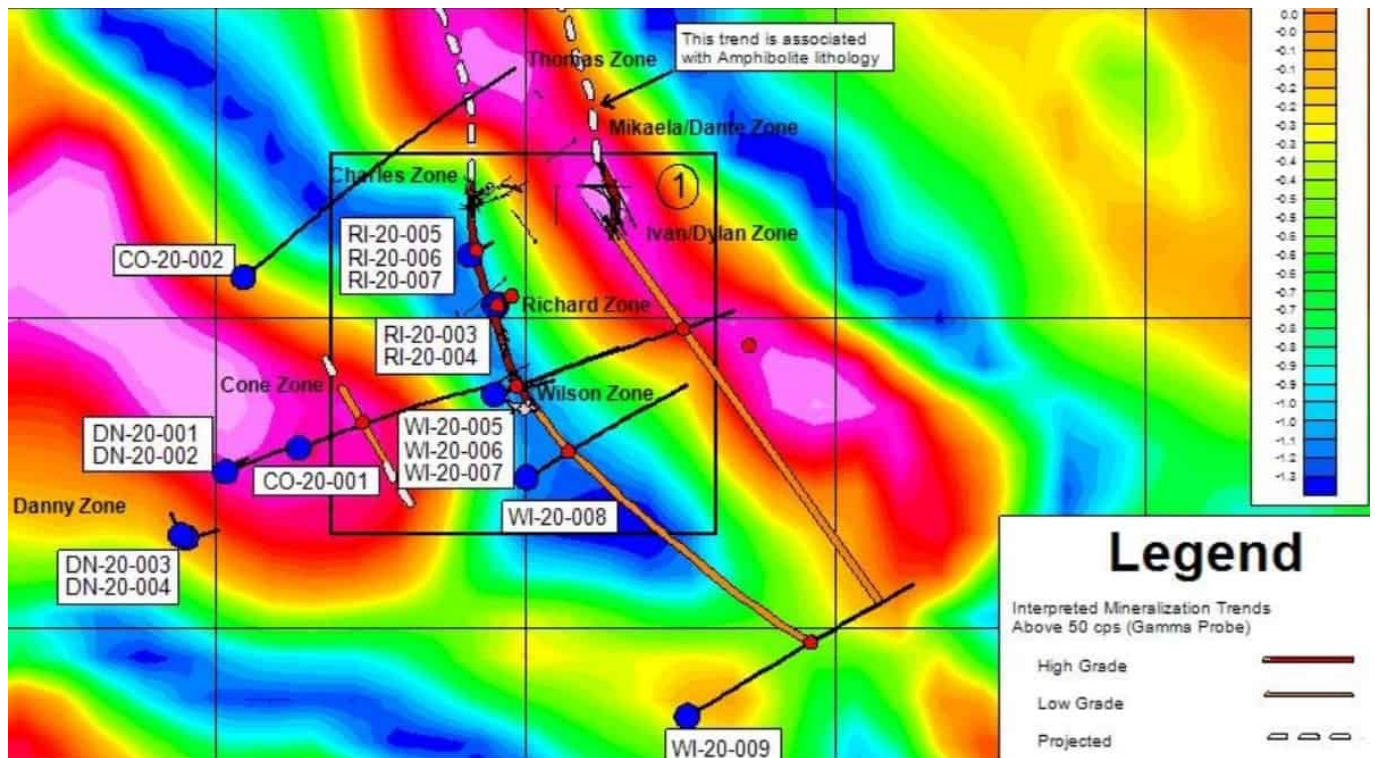 This trend is associated
with Amphibolite lithology
Thomas Zone
Mikaela/Dante Zone
Charles Zone
1
Ivan/Dylan Zone
RI-20-005
RI-20-006
RI-20-007
CO-20-002
Richard Zone
RI-20-003
RI-20-004
Cone Zone
Wilson Zone
DN-20-001
DN-20-002
WI-20-005
WI-20-006
WI-20-007
CO-20-001
Danny Zone
WI-20-008
DN-20-003
DN-20-004
WI-20-009
0.0
-0.0
-0.1
-0.1
-0.2
-0.2
-0.3
-0.4
-0.4
-0.5
-0.5
-0.6
-0.6
-0.7
-0.7
-0.8
-0.8
-0.9
-0.9
-1.0
-1.0
-1.1
-1.1
Legend
Interpreted Mineralization Trends
Above 50 cps (Gamma Probe)
High Grade
Low Grade
Projected